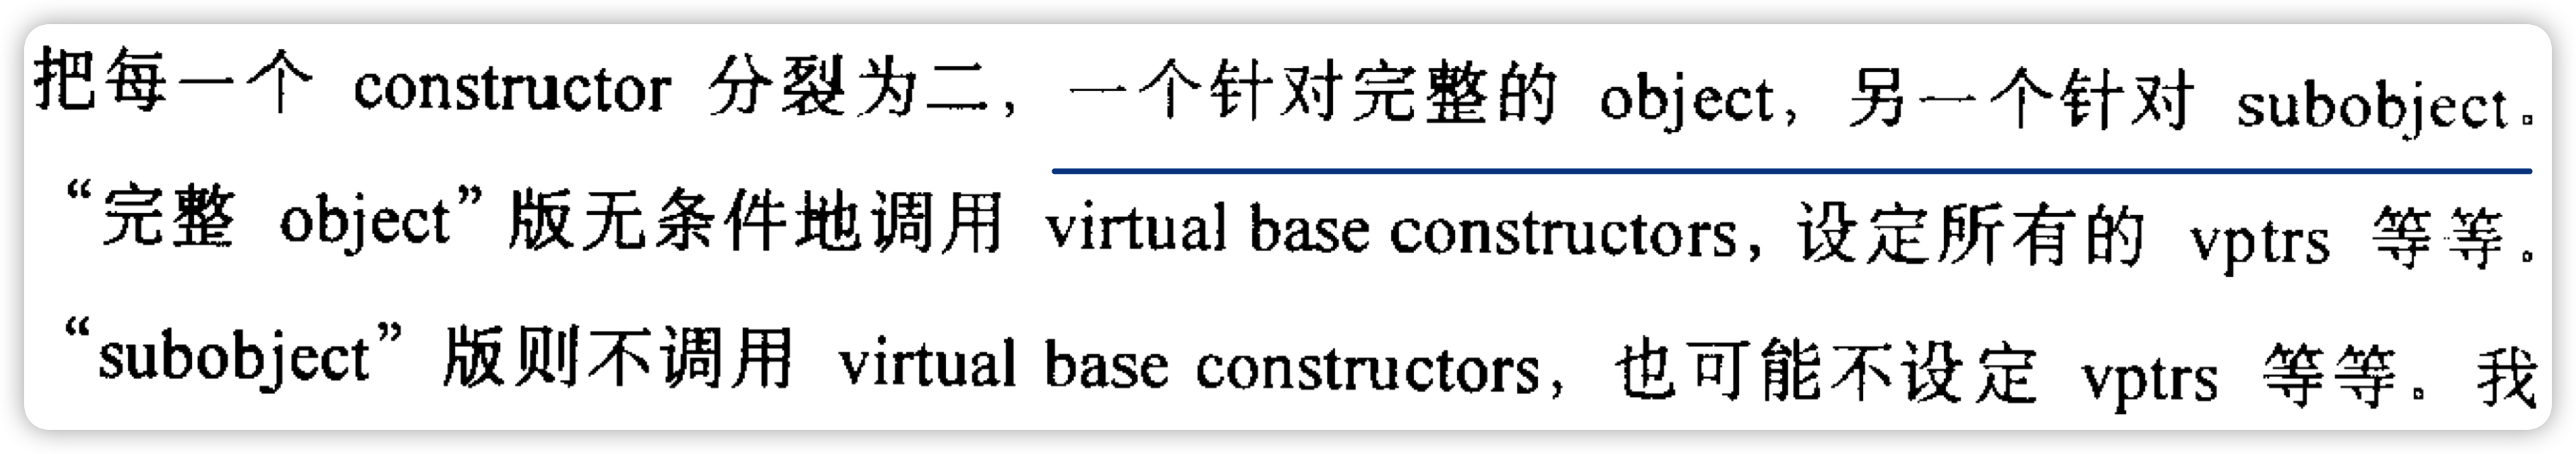 把每一个 constructor 分裂为二，一个针对完整的 object，另一个针对 subobject。
“完整 object”版无条件地调用 virtual base constructors，设定所有的 vptrs 等等。
“subobject” 版则不调用 virtual base constructors，也可能不设定 vptrs 等等。我